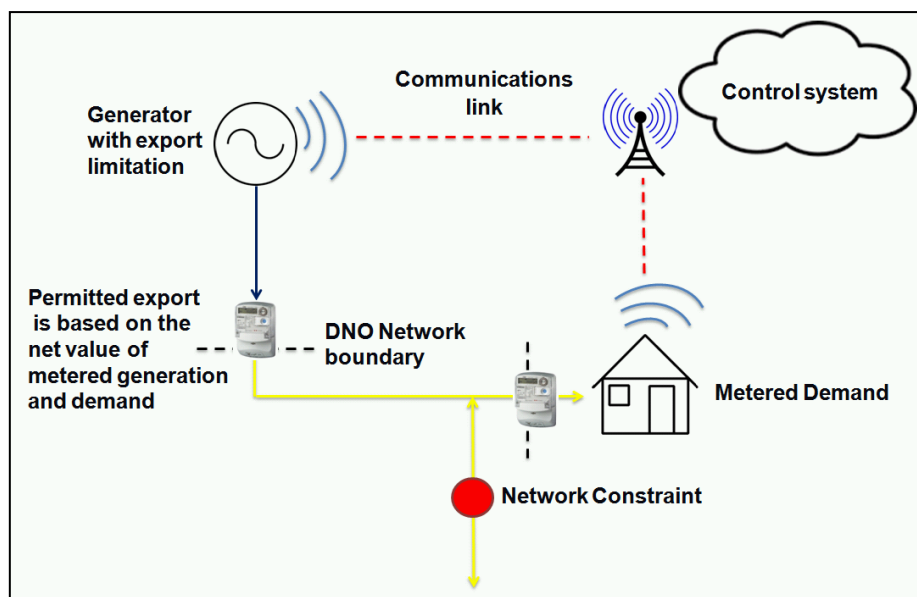 Communications
link
Control system
Generator
with export
limitation
Permitted export
is based on the
net value of
metered generation
and demand
DNO Network
boundary
Metered Demand
Network Constraint